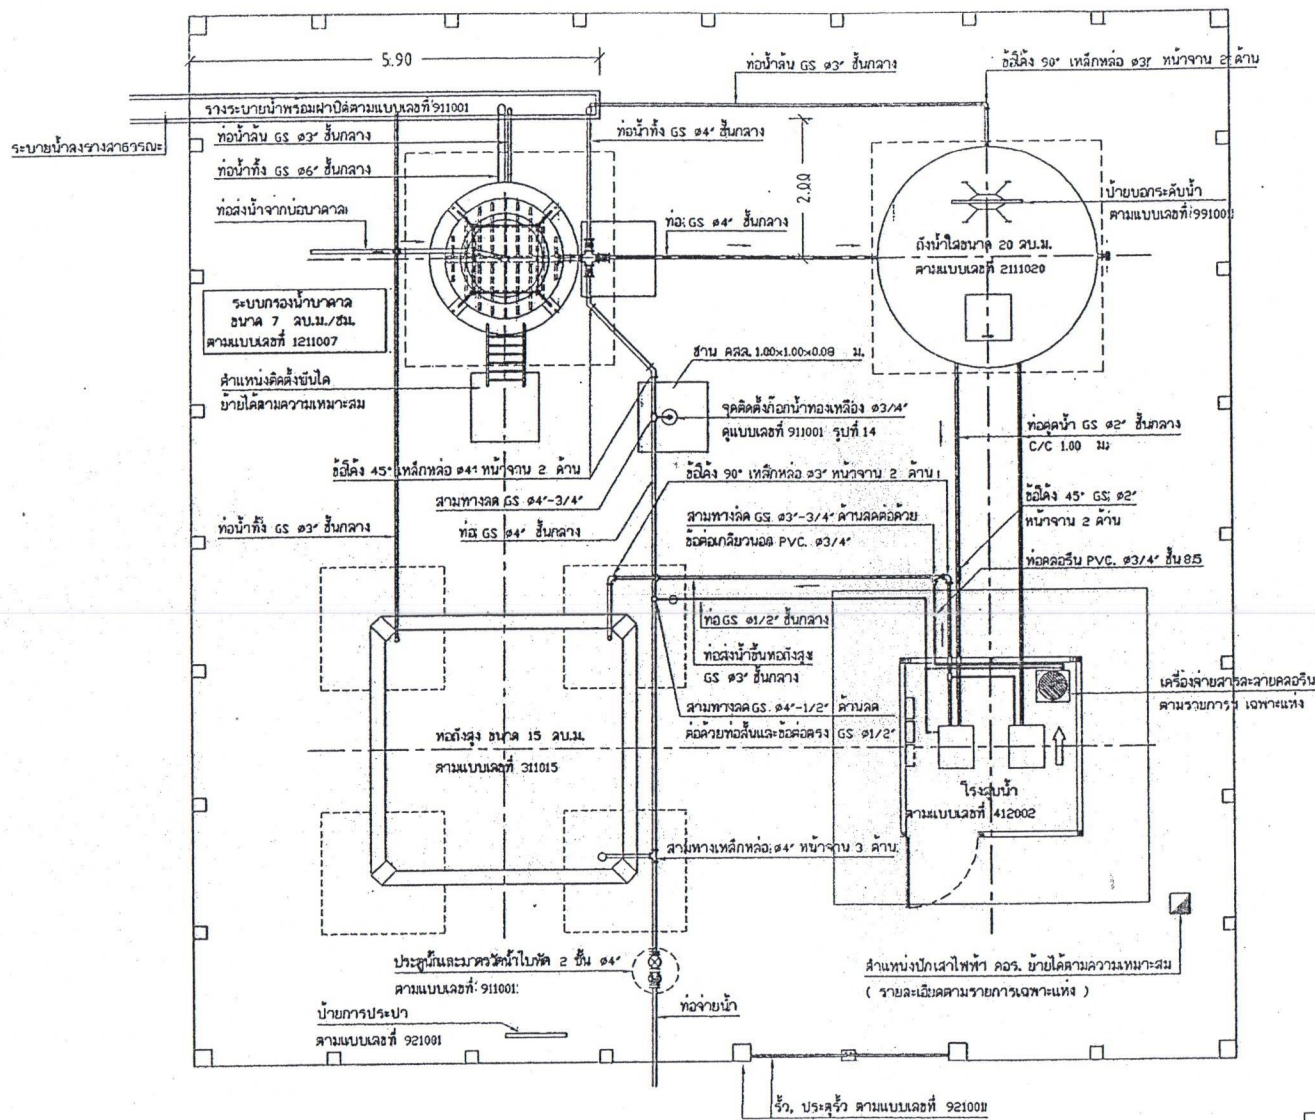 5.90
ท่อน้ำล้น GS ø3" ชั้นกลาง
ข้อโค้ง 90° เหล็กหล่อ ø3" หน้าจาน 2 ด้าน
รางระบายน้ำพร้อมฝาปิดตามแบบเลขที่ 911001
ระบายน้ำลงรางสาธารณะ
ท่อน้ำล้น GS ø3" ชั้นกลาง
ท่อน้ำทิ้ง GS ø4" ชั้นกลาง
ท่อน้ำทิ้ง GS ø6" ชั้นกลาง
2.00
ป้ายบอกระดับน้ำ
ตามแบบเลขที่ 991001
ท่อส่งน้ำจากบ่อบาดาล
ท่อ GS ø4" ชั้นกลาง
ถังน้ำใสขนาด 20 ลบ.ม.
ตามแบบเลขที่ 2111020
ระบบกรองน้ำบาดาล
ขนาด 7 ลบ.ม./ชม.
ตามแบบเลขที่ 1211007
ชาน คสล. 1.00x1.00x0.08 ม.
ตำแหน่งติดตั้งบันได
ย้ายได้ตามความเหมาะสม
จุดติดตั้งก๊อกน้ำทองเหลือง ø3/4"
ดูแบบเลขที่ 911001 รูปที่ 14
ท่อดูดน้ำ GS ø2" ชั้นกลาง
C/C 1.00 ม.
ข้อโค้ง 45° เหล็กหล่อ ø4" หน้าจาน 2 ด้าน
ข้อโค้ง 90° เหล็กหล่อ ø3" หน้าจาน 2 ด้าน
สามทางลด GS ø4"-3/4"
ข้อโค้ง 45° GS ø2"
หน้าจาน 2 ด้าน
ท่อน้ำทิ้ง GS ø3" ชั้นกลาง
ท่อ GS ø4" ชั้นกลาง
สามทางลด GS ø3"-3/4" ด้านลดต่อด้วย
ข้อต่อเกลียวนอก PVC. ø3/4"
ท่อคลอรีน PVC. ø3/4" ชั้น 8.5
ท่อ GS ø1/2" ชั้นกลาง
ท่อส่งน้ำขึ้นหอถังสูง
GS ø3" ชั้นกลาง
เครื่องจ่ายสารละลายคลอรีน
ตามรายการฯ เฉพาะแห่ง
สามทางลด GS. ø4"-1/2" ด้านลด
ต่อด้วยท่อสั้นและข้อต่อตรง GS ø1/2"
หอถังสูง ขนาด 15 ลบ.ม.
ตามแบบเลขที่ 311015
โรงสูบน้ำ
ตามแบบเลขที่ 412002
สามทางเหล็กหล่อ ø4" หน้าจาน 3 ด้าน
ประตูน้ำและมาตรวัดน้ำใบพัด 2 ชั้น ø4"
ตามแบบเลขที่ 911001
ตำแหน่งปักเสาไฟฟ้า คอร. ย้ายได้ตามความเหมาะสม
( รายละเอียดตามรายการเฉพาะแห่ง )
ท่อจ่ายน้ำ
ป้ายการประปา
ตามแบบเลขที่ 921001
รั้ว, ประตูรั้ว ตามแบบเลขที่ 921001